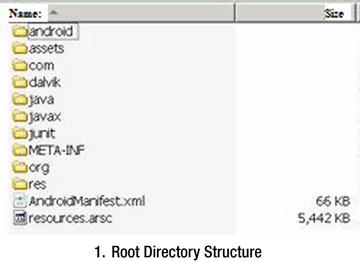 Name: Size
android
assets
com
dalvik
java
javax
junit
META-INF
org
res
AndroidManifest.xml 66 KB
resources.arsc 5,442 KB
1. Root Directory Structure